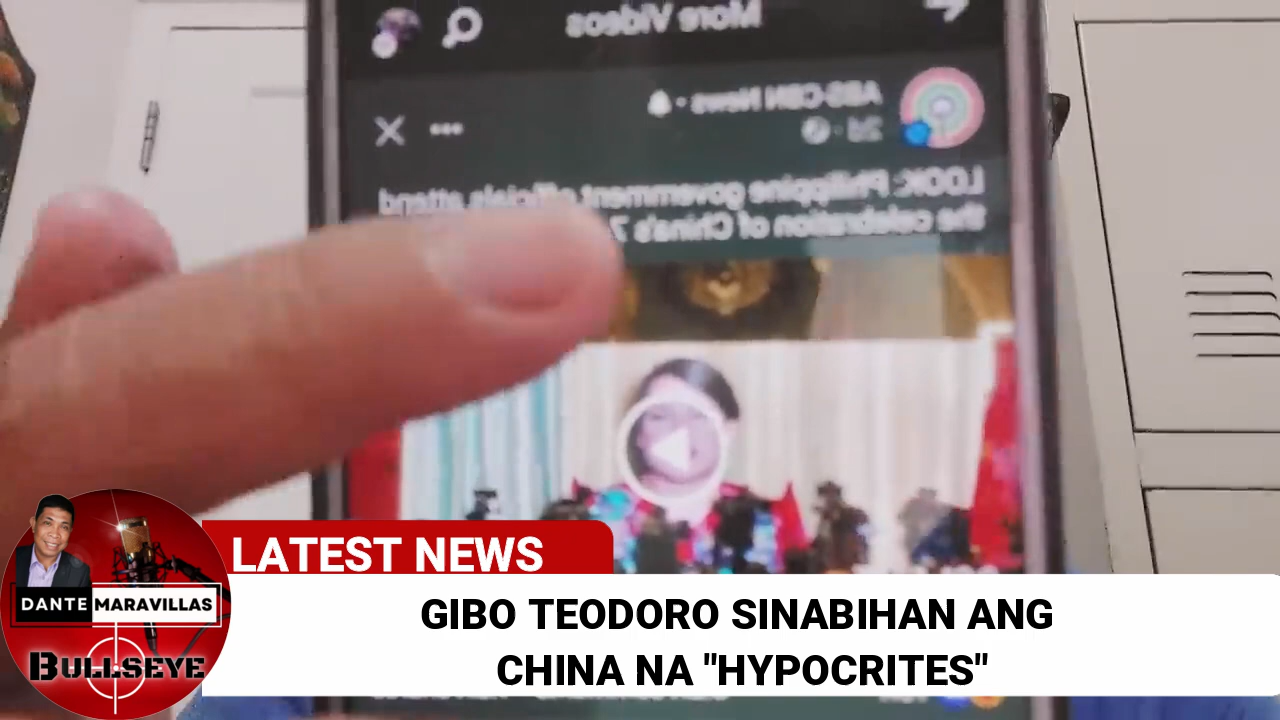 More Videos
ABS-CBN News
2d
LOOK: Philippine government officials attend
the celebration of China's 7
LATEST NEWS
GIBO TEODORO SINABIHAN ANG
CHINA NA "HYPOCRITES"
DANTE MARAVILLAS
BULLSEYE